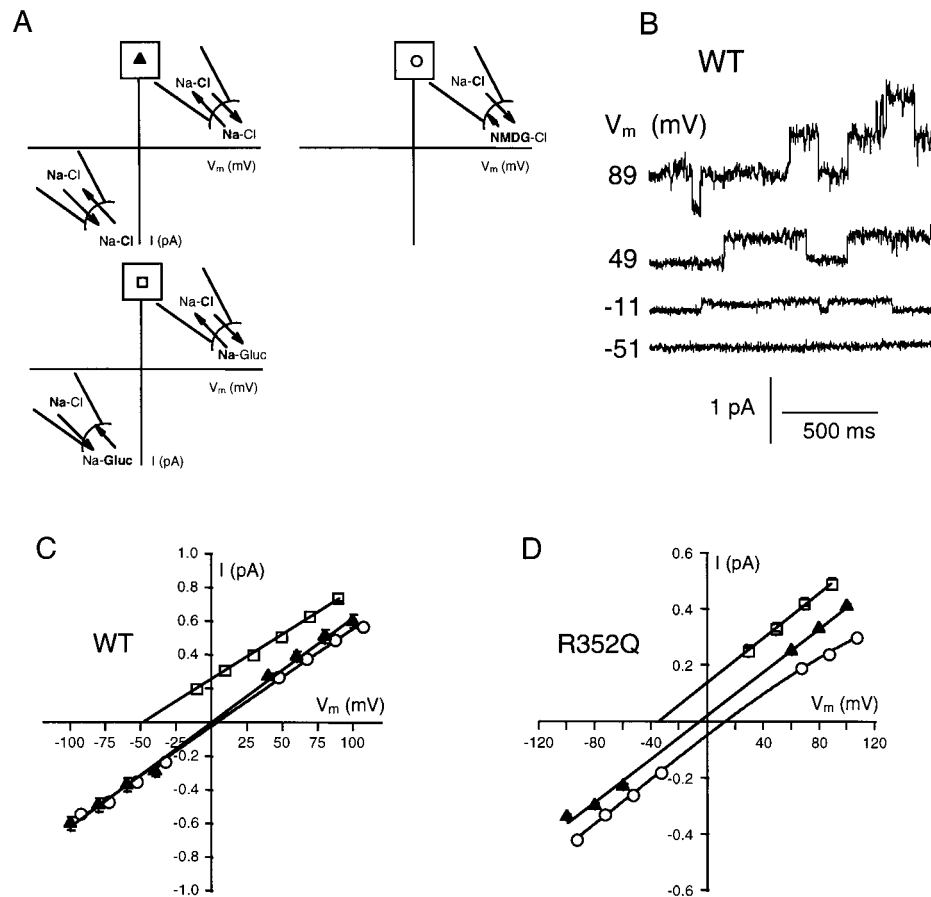 A
Na-Cl
Na-Cl
Vm (mV)
Na-Cl
Na-Cl
I (pA)
Na-Cl
NMDG-Cl
Vm (mV)
Na-Cl
Na-Gluc
Vm (mV)
Na-Cl
Na-Gluc
I (pA)
B
WT
Vm (mV)
89
49
-11
-51
1 pA
500 ms
C
I (pA)
WT
Vm (mV)
1.0
0.8
0.6
0.4
-0.2
-0.4
-0.6
-0.8
-1.0
-100 -75 -50 -25 25 50 75 100
D
I (pA)
R352Q
Vm (mV)
0.6
0.4
0.2
-0.2
-0.4
-0.6
-120 -80 -40 40 80 120